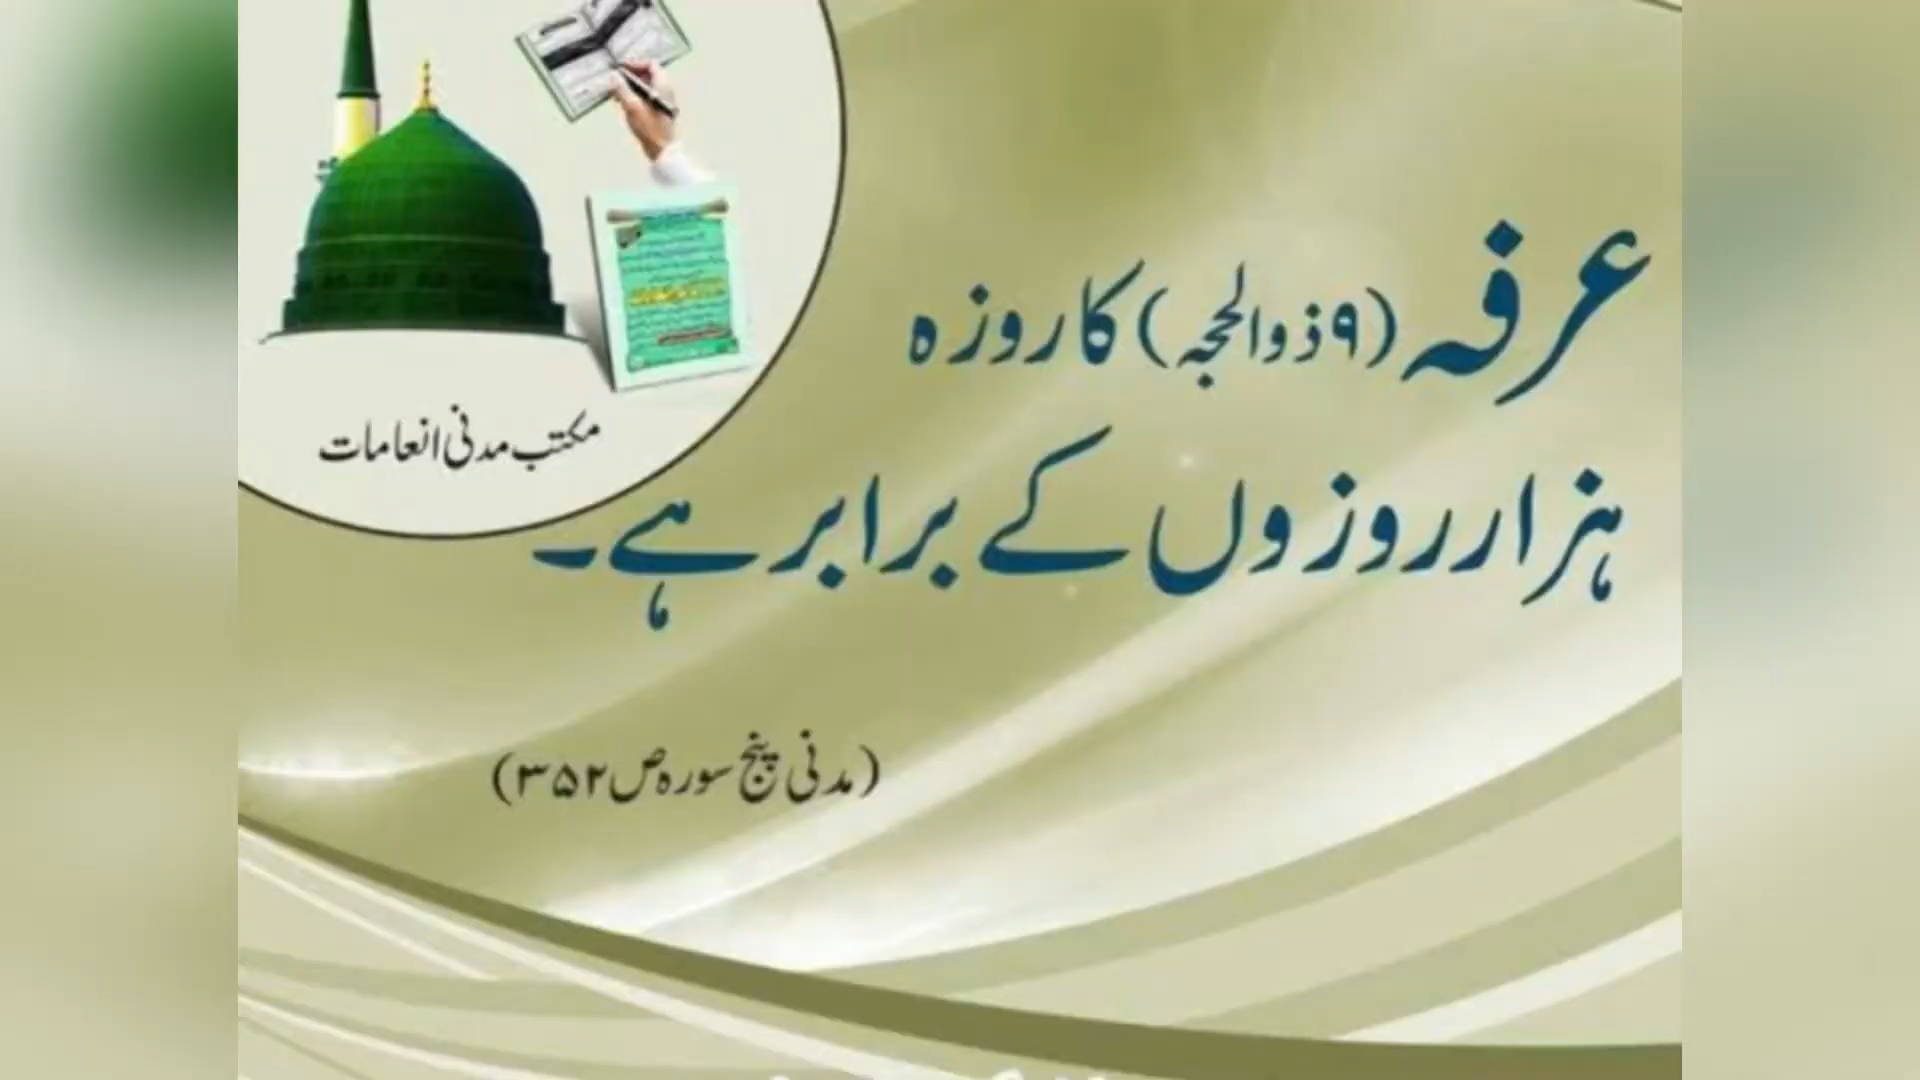 عرفہ (۹ ذوالحجہ) کا روزہ
ہزار روزوں کے برابر ہے۔
(مدنی پنج سورہ ص ۳۵۲)
مکتب مدنی انعامات